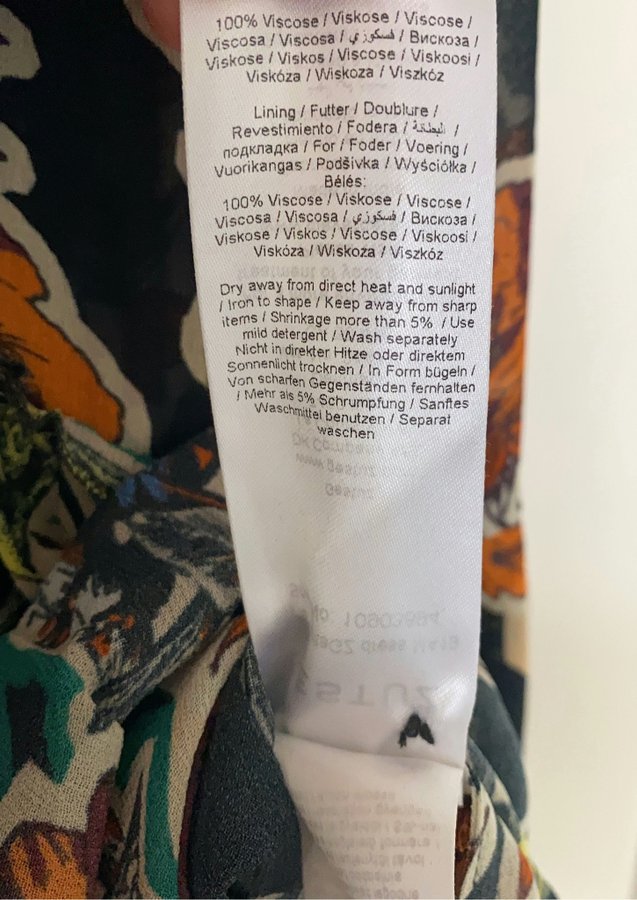 100% Viscose / Viskose / Viscose /
Viscosa / Viscosa / فسكوزي / Вискоза /
Viskose / Viskos / Viscose / Viskoosi /
Viskóza / Wiskoza / Viszkóz
Lining / Futter / Doublure /
Revestimiento / Fodera / البطانة /
подкладка / For / Foder / Voering /
Vuorikangas / Podšívka / Wyściółka /
Bélés:
100% Viscose / Viskose / Viscose /
Viscosa / Viscosa / فسكوزي / Вискоза /
Viskose / Viskos / Viscose / Viskoosi /
Viskóza / Wiskoza / Viszkóz
Dry away from direct heat and sunlight
/ Iron to shape / Keep away from sharp
items / Shrinkage more than 5% / Use
mild detergent / Wash separately
Nicht in direkter Hitze oder direktem
Sonnenlicht trocknen / In Form bügeln /
Von scharfen Gegenständen fernhalten
/ Mehr als 5% Schrumpfung / Sanftes
Waschmittel benutzen / Separat
waschen